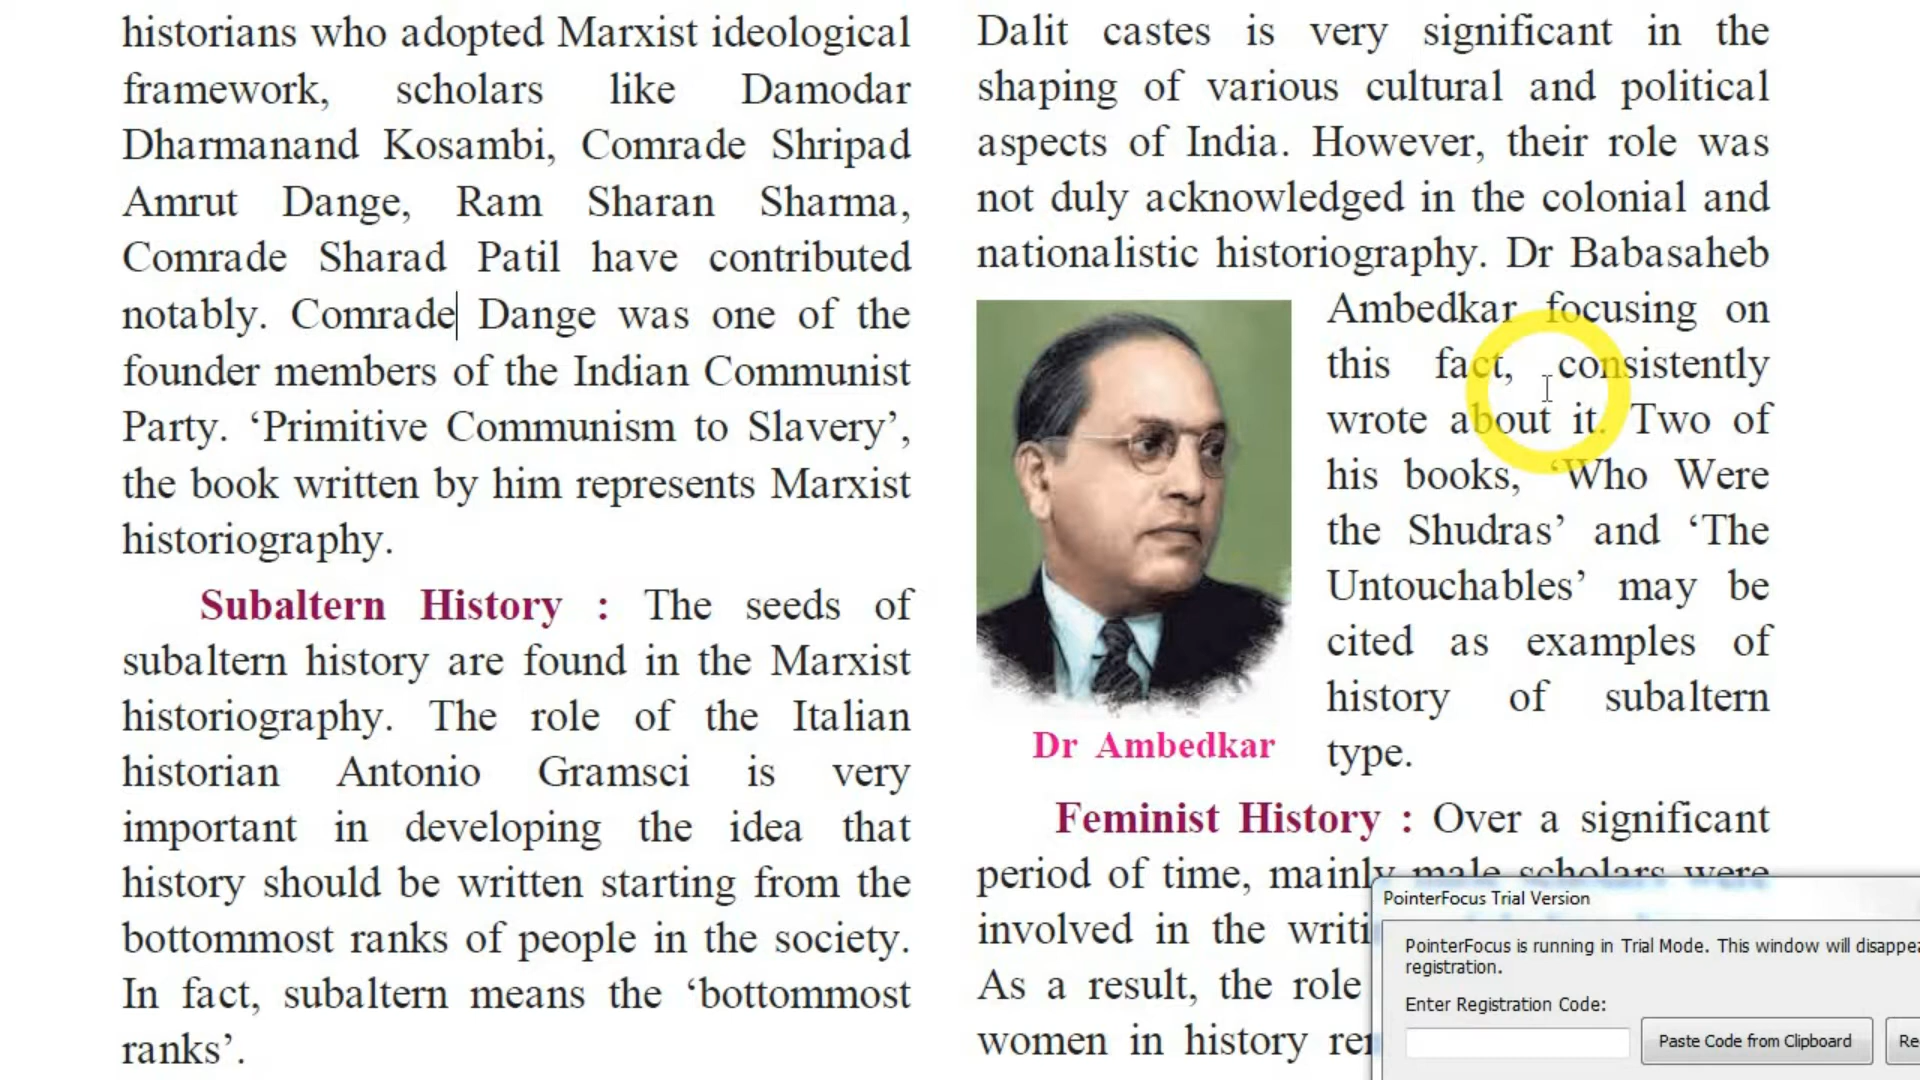 historians who adopted Marxist ideological
framework, scholars like Damodar
Dharmanand Kosambi, Comrade Shripad
Amrut Dange, Ram Sharan Sharma,
Comrade Sharad Patil have contributed
notably. Comrade Dange was one of the
founder members of the Indian Communist
Party. ‘Primitive Communism to Slavery’,
the book written by him represents Marxist
historiography.
Subaltern History : The seeds of
subaltern history are found in the Marxist
historiography. The role of the Italian
historian Antonio Gramsci is very
important in developing the idea that
history should be written starting from the
bottommost ranks of people in the society.
In fact, subaltern means the ‘bottommost
ranks’.
Dalit castes is very significant in the
shaping of various cultural and political
aspects of India. However, their role was
not duly acknowledged in the colonial and
nationalistic historiography. Dr Babasaheb
Ambedkar focusing on
this fact, consistently
wrote about it. Two of
his books, ‘Who Were
the Shudras’ and ‘The
Untouchables’ may be
cited as examples of
history of subaltern
type.
Dr Ambedkar
Feminist History : Over a significant
period of time, mainly male scholars were
involved in the writi
As a result, the role
women in history
PointerFocus Trial Version
PointerFocus is running in Trial Mode. This window will disappea
registration.
Enter Registration Code:
Paste Code from Clipboard
Re